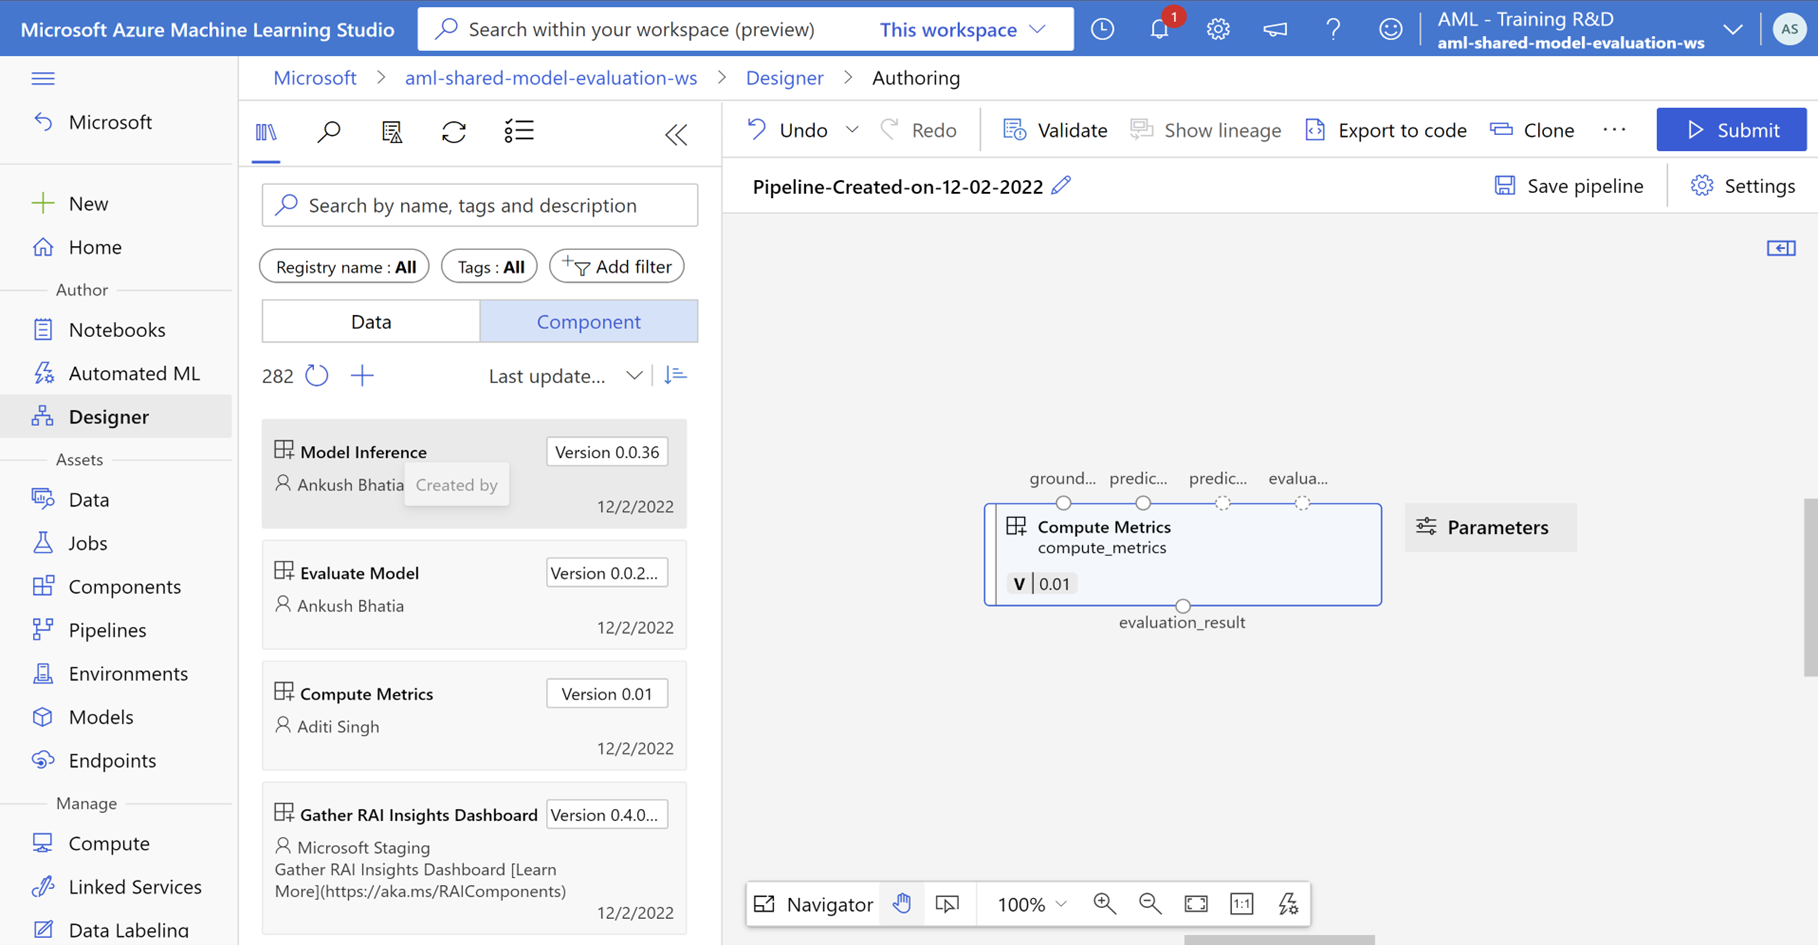 Microsoft Azure Machine Learning Studio
Search within your workspace (preview)
This workspace
1
AML - Training R&D
aml-shared-model-evaluation-ws
AS
Microsoft
New
Home
Author
Notebooks
Automated ML
Designer
Assets
Data
Jobs
Components
Pipelines
Environments
Models
Endpoints
Manage
Compute
Linked Services
Data Labeling
Microsoft > aml-shared-model-evaluation-ws > Designer > Authoring
Search by name, tags and description
Registry name : All
Tags : All
Add filter
Data
Component
282
Last update...
Model Inference
Version 0.0.36
Ankush Bhatia
Created by
12/2/2022
Evaluate Model
Version 0.0.2...
Ankush Bhatia
12/2/2022
Compute Metrics
Version 0.01
Aditi Singh
12/2/2022
Gather RAI Insights Dashboard
Version 0.4.0...
Microsoft Staging
Gather RAI Insights Dashboard [Learn
More](https://aka.ms/RAIComponents)
12/2/2022
Undo
Redo
Validate
Show lineage
Export to code
Clone
...
Submit
Pipeline-Created-on-12-02-2022
Save pipeline
Settings
ground...
predic...
predic...
evalua...
Compute Metrics
compute_metrics
V
0.01
evaluation_result
Parameters
Navigator
100%
1:1